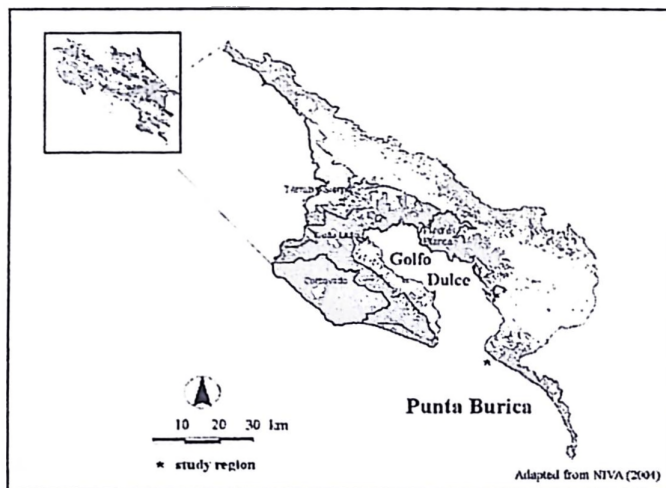 Golfo
Dulce
Punta Burica
10 20 30 km
* study region
Adapted from NIVA (2004)